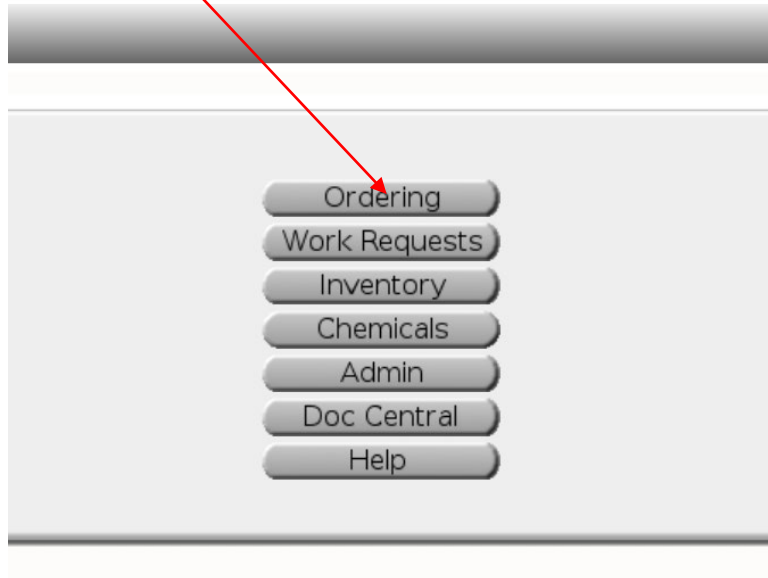 Ordering
Work Requests
Inventory
Chemicals
Admin
Doc Central
Help